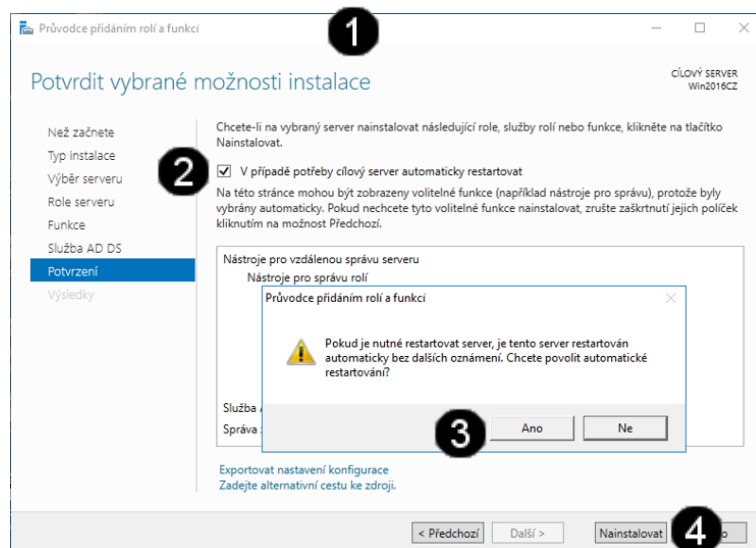 Průvodce přidáním rolí a funkcí
1
Potvrdit vybrané možnosti instalace
CÍLOVÝ SERVER
Win2016CZ
Než začnete
Typ instalace
Výběr serveru
Role serveru
Funkce
Služba AD DS
Potvrzení
Výsledky
Chcete-li na vybraný server nainstalovat následující role, služby rolí nebo funkce, klikněte na tlačítko
Nainstalovat.
2
V případě potřeby cílový server automaticky restartovat
Na této stránce mohou být zobrazeny volitelné funkce (například nástroje pro správu), protože byly
vybrány automaticky. Pokud nechcete tyto volitelné funkce nainstalovat, zrušte zaškrtnutí jejich políček
kliknutím na možnost Předchozí.
Nástroje pro vzdálenou správu serveru
Nástroje pro správu rolí
Průvodce přidáním rolí a funkcí
Pokud je nutné restartovat server, je tento server restartován
automaticky bez dalších oznámení. Chcete povolit automatické
restartování?
3
Ano
Ne
Služba
Správa
Exportovat nastavení konfigurace
Zadejte alternativní cestu ke zdroji.
< Předchozí
Další >
Nainstalovat
4